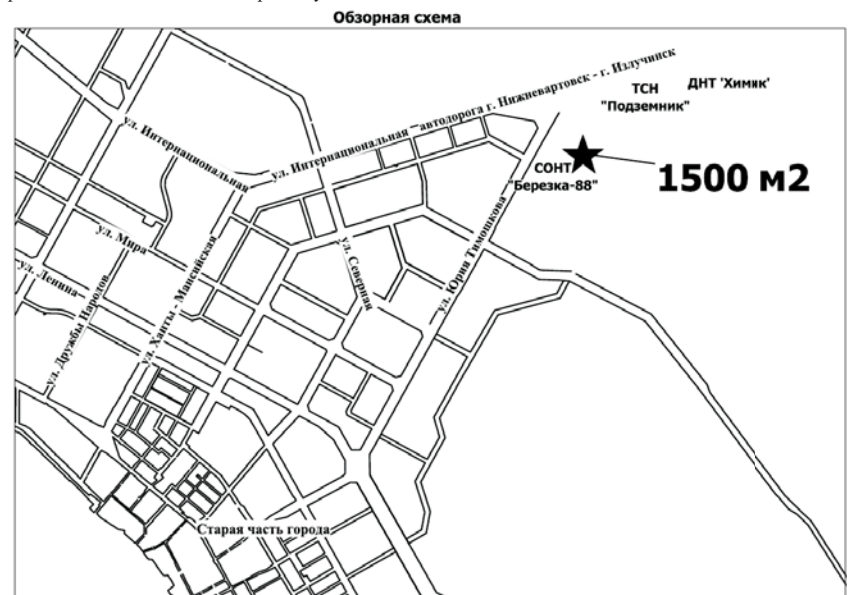 Обзорная схема
ул. Интернациональная автодорога г. Нижневартовск - г. Излучинск
ТСН
"Подземник"
ДНТ 'Химик'
ул. Интернациональная
СОНТ
"Березка-88"
1500 м2
ул. Мира
ул. Ленина
ул. Дружбы Народов
ул. Ханты - Мансийская
ул. Северная
ул. Юрия Тимошкова
Старая часть города